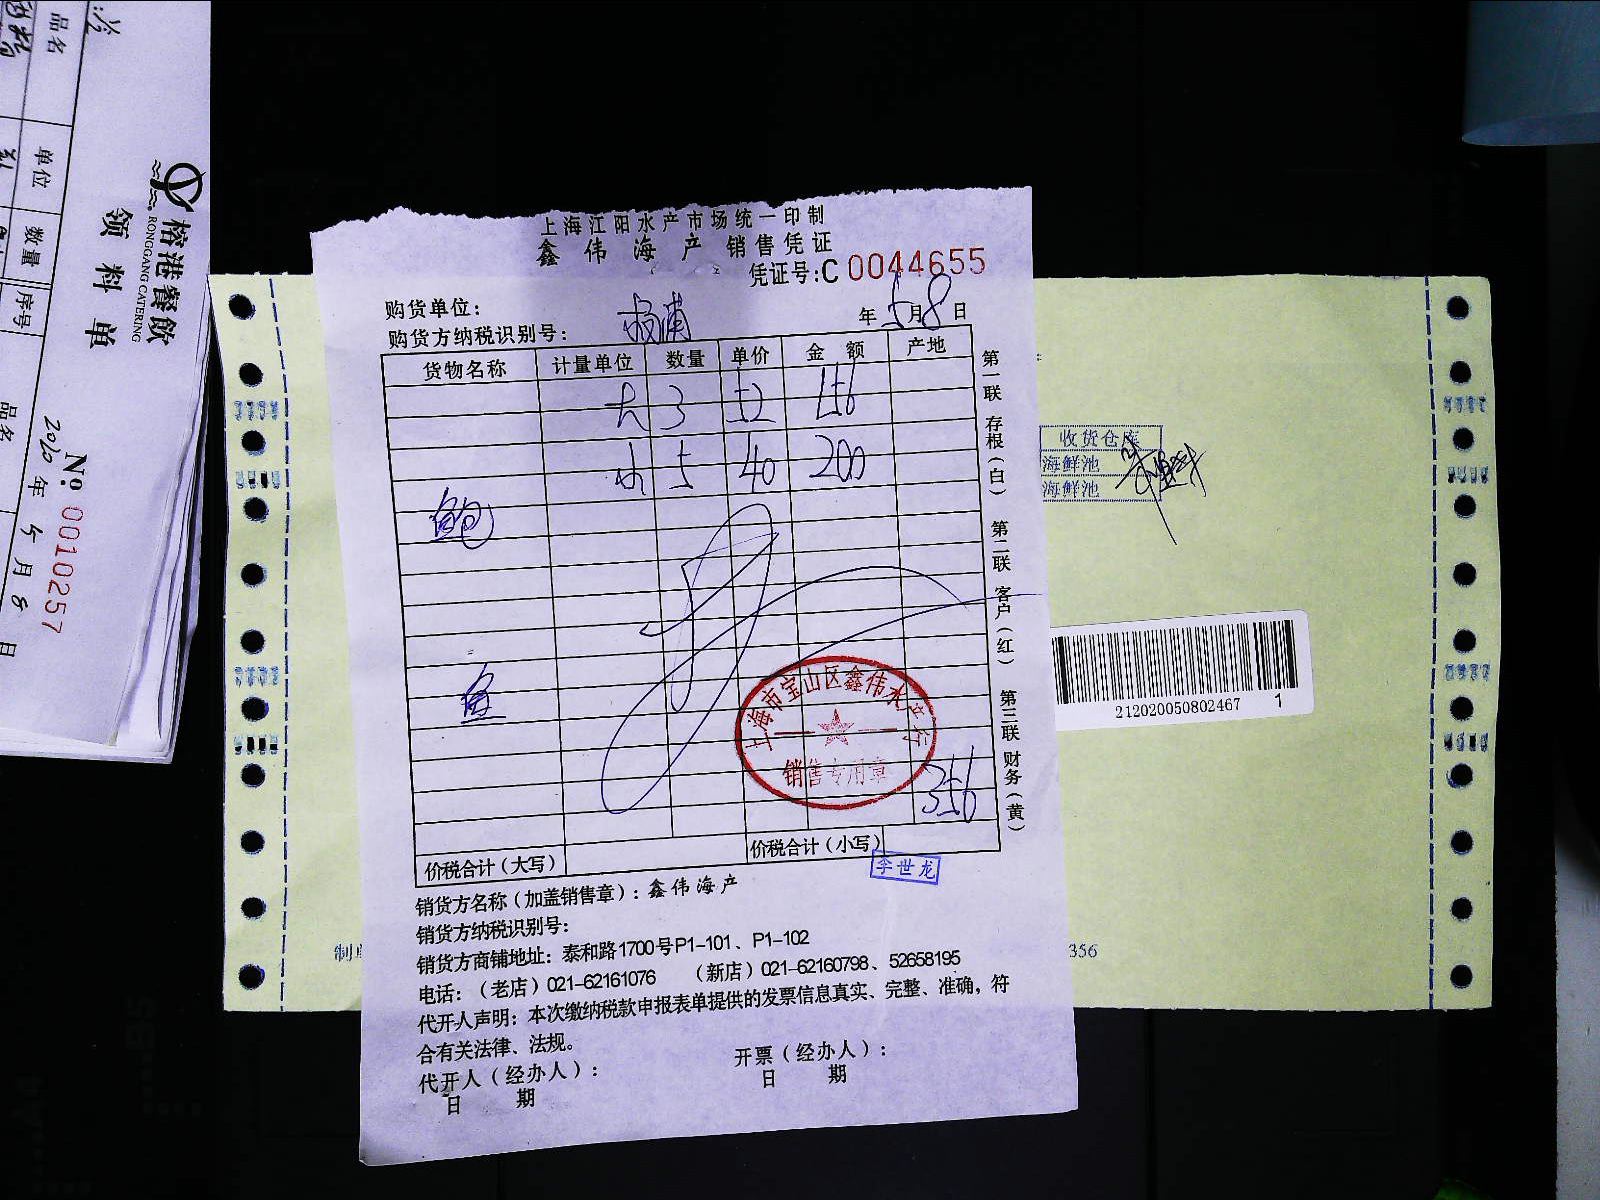 上海江阳水产市场统一印制
鑫伟海产销售凭证
凭证号:C 0044655
购货单位:
购货方纳税识别号:
年 5月8日
货物名称 计量单位 数量 单价 金额 产地
大 3 52 156
小 5 40 200
鲍
鱼
356
价税合计(大写) 价税合计(小写)
上海市宝山区鑫伟水产行
销售专用章
李世龙
第一联 存根(白) 第二联 客户(红) 第三联 财务(黄)
销货方名称(加盖销售章):鑫伟海产
销货方纳税识别号:
销货方商铺地址:泰和路1700号P1-101、P1-102
电话:(老店)021-62161076 (新店)021-62160798、52658195
代开人声明:本次缴纳税款申报表单提供的发票信息真实、完整、准确,符
合有关法律、法规。
代开人(经办人): 开票(经办人):
日 期 日 期
榕港餐飲
RONGGANG CATERING
领料单
№ 0010257
2020年5月8日
品名 单位 数量 序号
品名
收货仓库
海鲜池
海鲜池
212020050802467 1
制
356